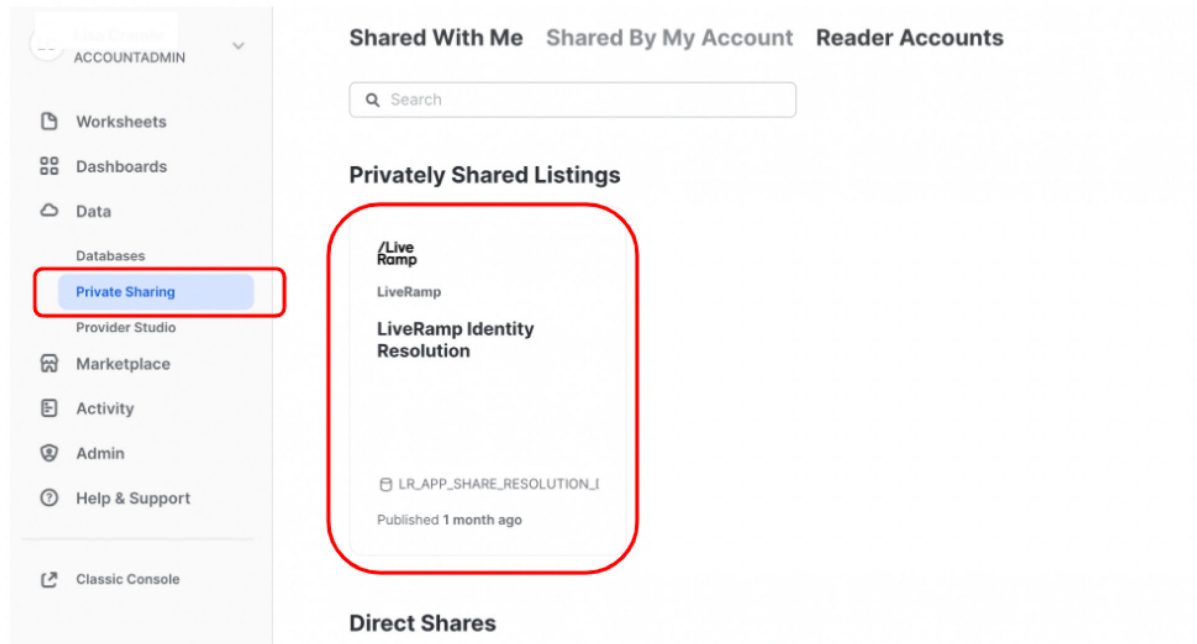 ACCOUNTADMIN
Worksheets
Dashboards
Data
Databases
Private Sharing
Provider Studio
Marketplace
Activity
Admin
Help & Support
Classic Console
Shared With Me Shared By My Account Reader Accounts
Search
Privately Shared Listings
/Live
Ramp
LiveRamp
LiveRamp Identity
Resolution
LR_APP_SHARE_RESOLUTION_
Published 1 month ago
Direct Shares